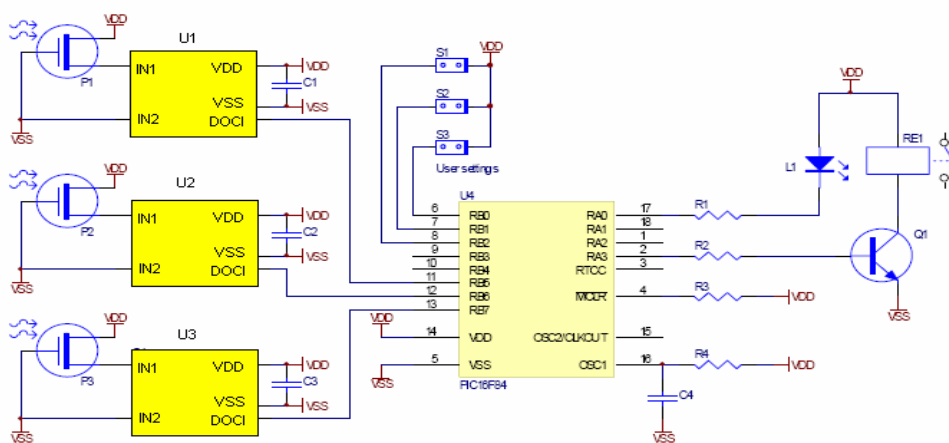 VDD
P1
VSS
U1
IN1 VDD
VSS
IN2 DOCI
VDD
C1
VSS
VDD
P2
VSS
U2
IN1 VDD
VSS
IN2 DOCI
VDD
C2
VSS
VDD
P3
VSS
U3
IN1 VDD
VSS
IN2 DOCI
VDD
C3
VSS
S1
VDD
S2
S3
User settings
U4
6 RB0 RA0 17
7 RB1 RA1 18
8 RB2 RA2 1
9 RB3 RA3 2
10 RB4 RTCC 3
11 RB5
12 RB6 MCLR 4
13 RB7
VDD 14 VDD OSC2/CLKOUT 15
VSS 5 VSS OSC1 16
PIC16F84
R1
R2
R3 VDD
R4 VDD
C4
VSS
VDD
L1
RE1
Q1
VSS